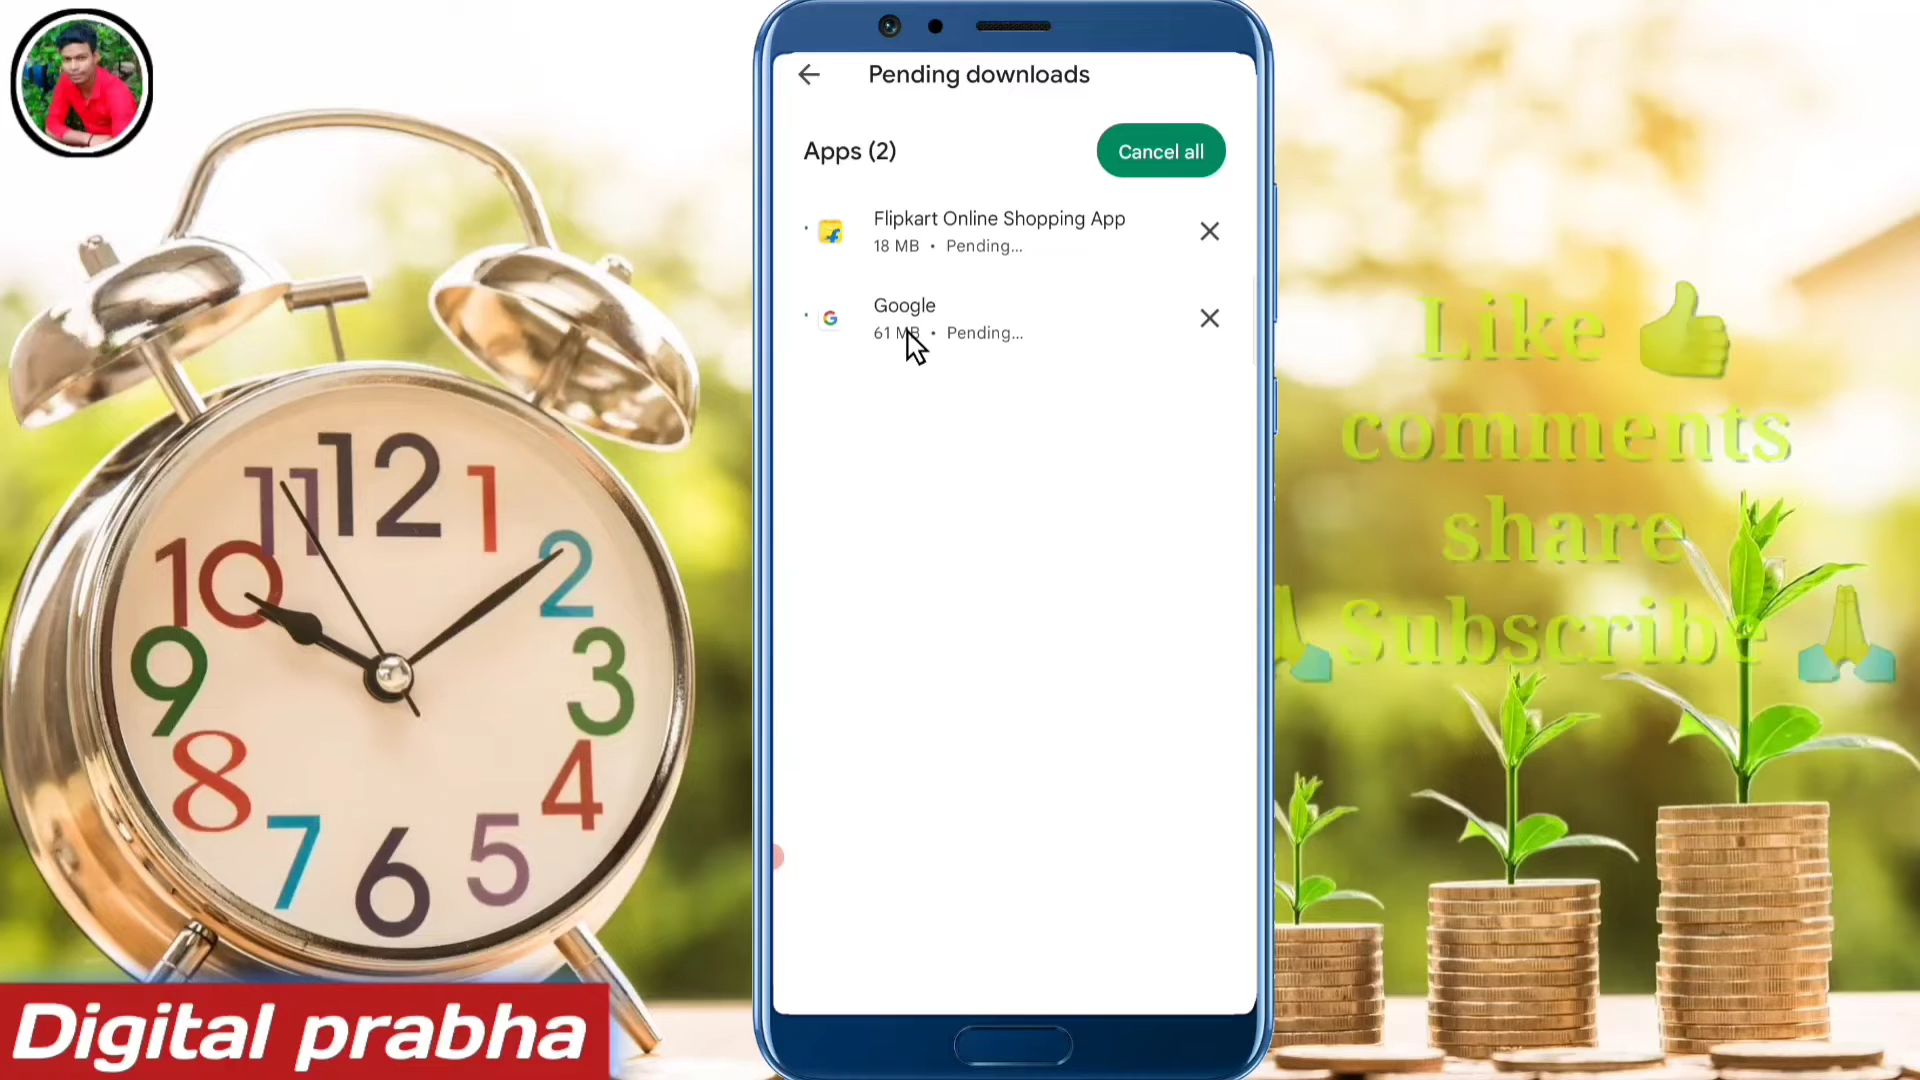 Pending downloads
Apps (2)
Cancel all
Flipkart Online Shopping App
18 MB • Pending...
Google
61 MB • Pending...
12
1
2
3
4
5
6
7
8
9
10
11
Like 👍
comments
share
🙏 Subscribe 🙏
Digital prabha